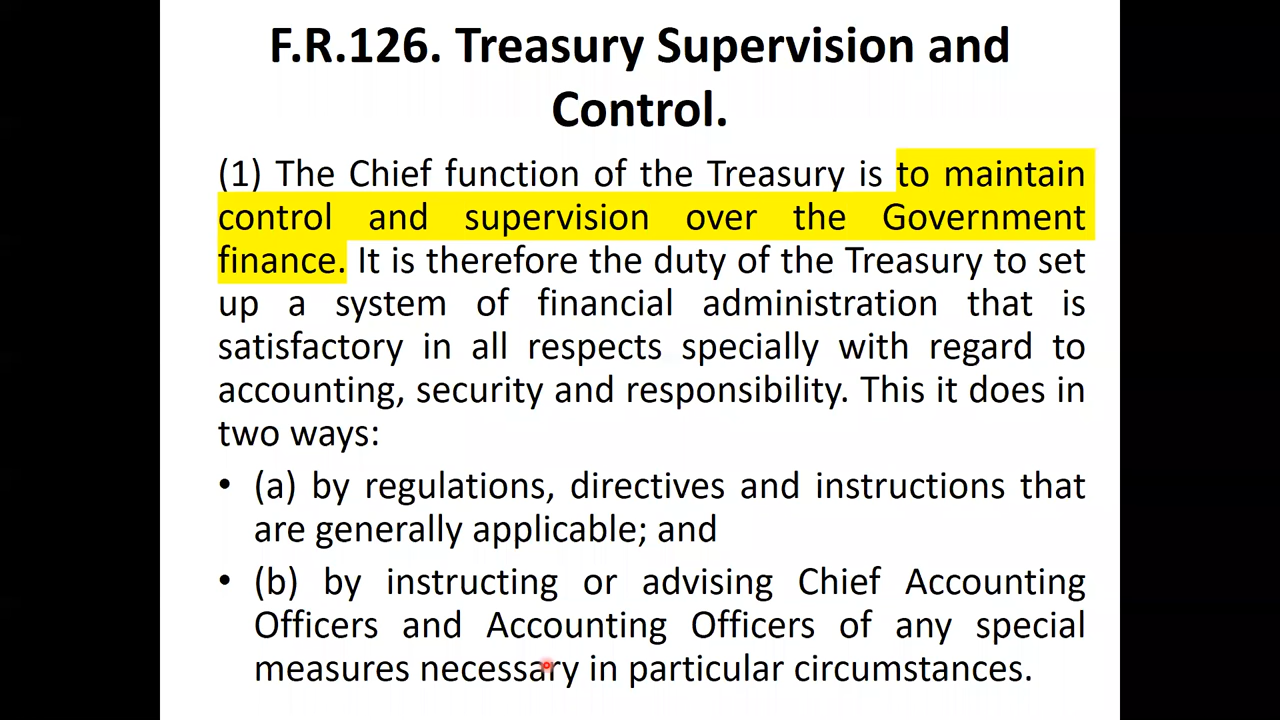 F.R.126. Treasury Supervision and
Control.
(1) The Chief function of the Treasury is to maintain
control and supervision over the Government
finance. It is therefore the duty of the Treasury to set
up a system of financial administration that is
satisfactory in all respects specially with regard to
accounting, security and responsibility. This it does in
two ways:
• (a) by regulations, directives and instructions that
are generally applicable; and
• (b) by instructing or advising Chief Accounting
Officers and Accounting Officers of any special
measures necessary in particular circumstances.